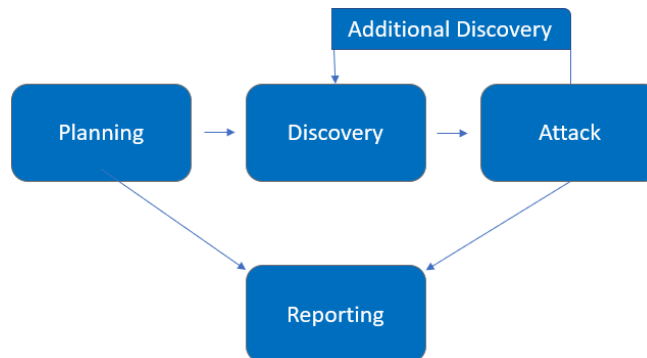 Additional Discovery
Planning
Discovery
Attack
Reporting